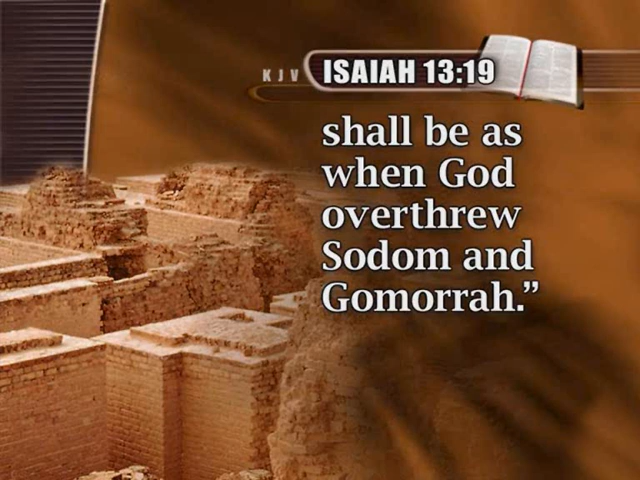 KJV ISAIAH 13:19
shall be as
when God
overthrew
Sodom and
Gomorrah.”